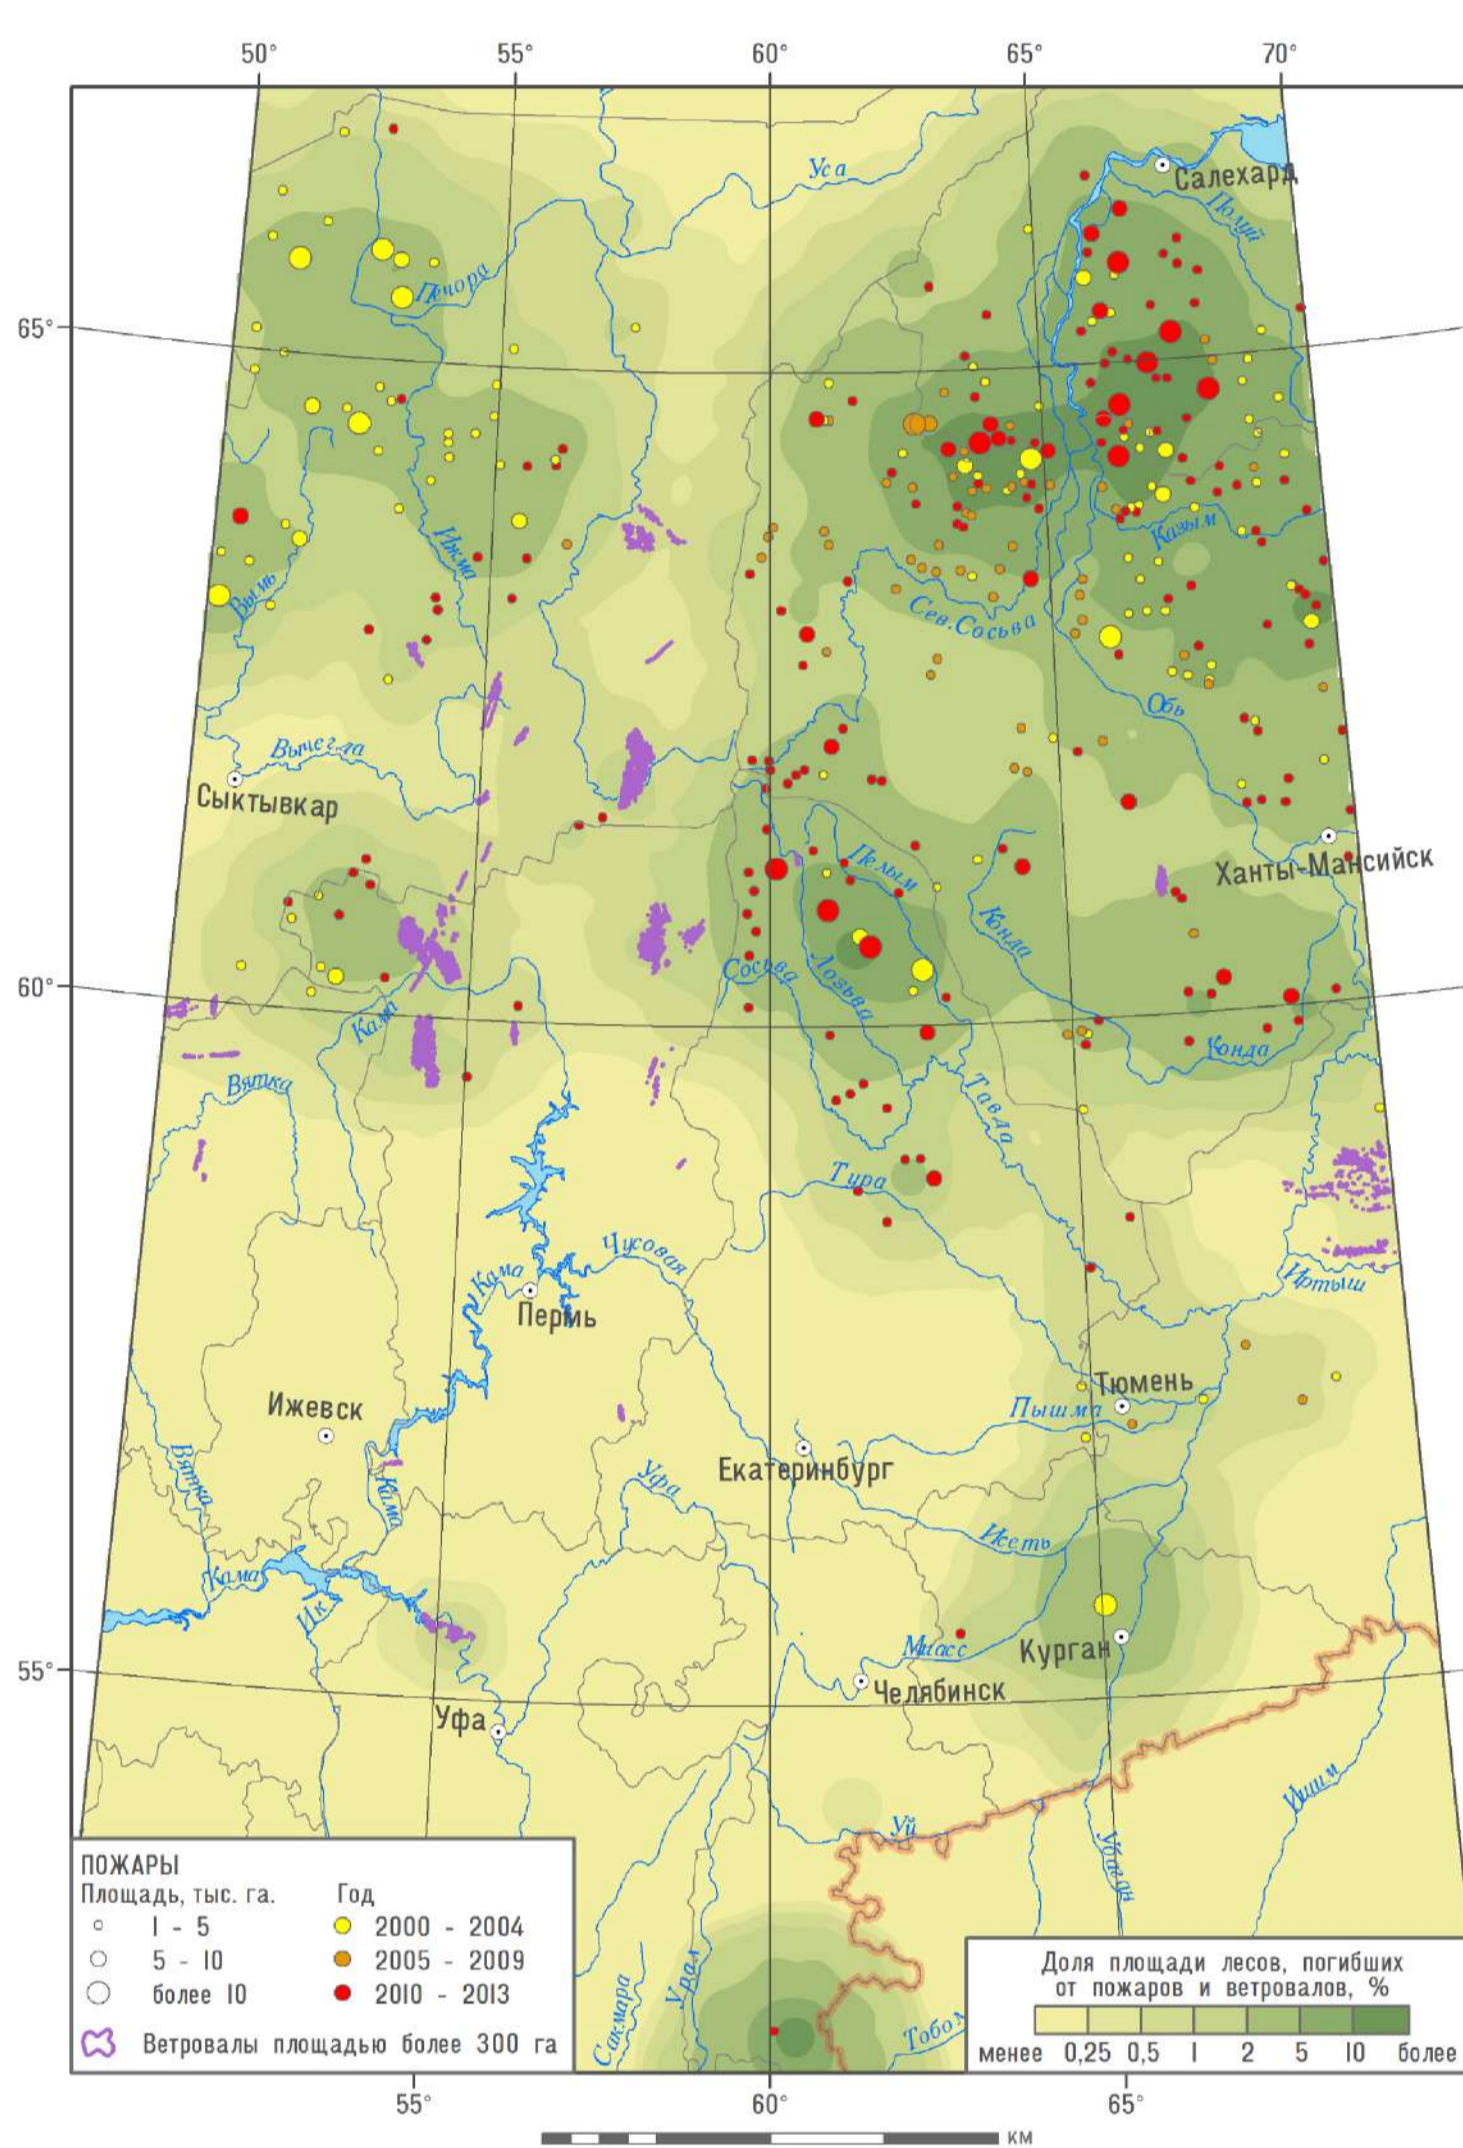 50° 55° 60° 65° 70°
Уса
Салехард
Полуй
Печора
65°
Ижма
Вымь
Казым
Сев.Сосьва
Обь
Вычегда
Сыктывкар
Пелым
Ханты-Мансийск
Конда
Сосьва
Лозьва
60°
Кама
Конда
Вятка
Тавда
Тура
Чусовая
Иртыш
Кама
Пермь
Тюмень
Пышма
Ижевск
Екатеринбург
Вятка
Уфа
Кама
Исеть
Кама
Ик
Миасс
Курган
55°
Челябинск
Уфа
Ишим
Уй
Убаган
Урал
Сакмара
Тобол
ПОЖАРЫ
Площадь, тыс. га. Год
1 - 5 2000 - 2004
5 - 10 2005 - 2009
более 10 2010 - 2013
Ветровалы площадью более 300 га
Доля площади лесов, погибших
от пожаров и ветровалов, %
менее 0,25 0,5 1 2 5 10 более
55° 60° 65°
км